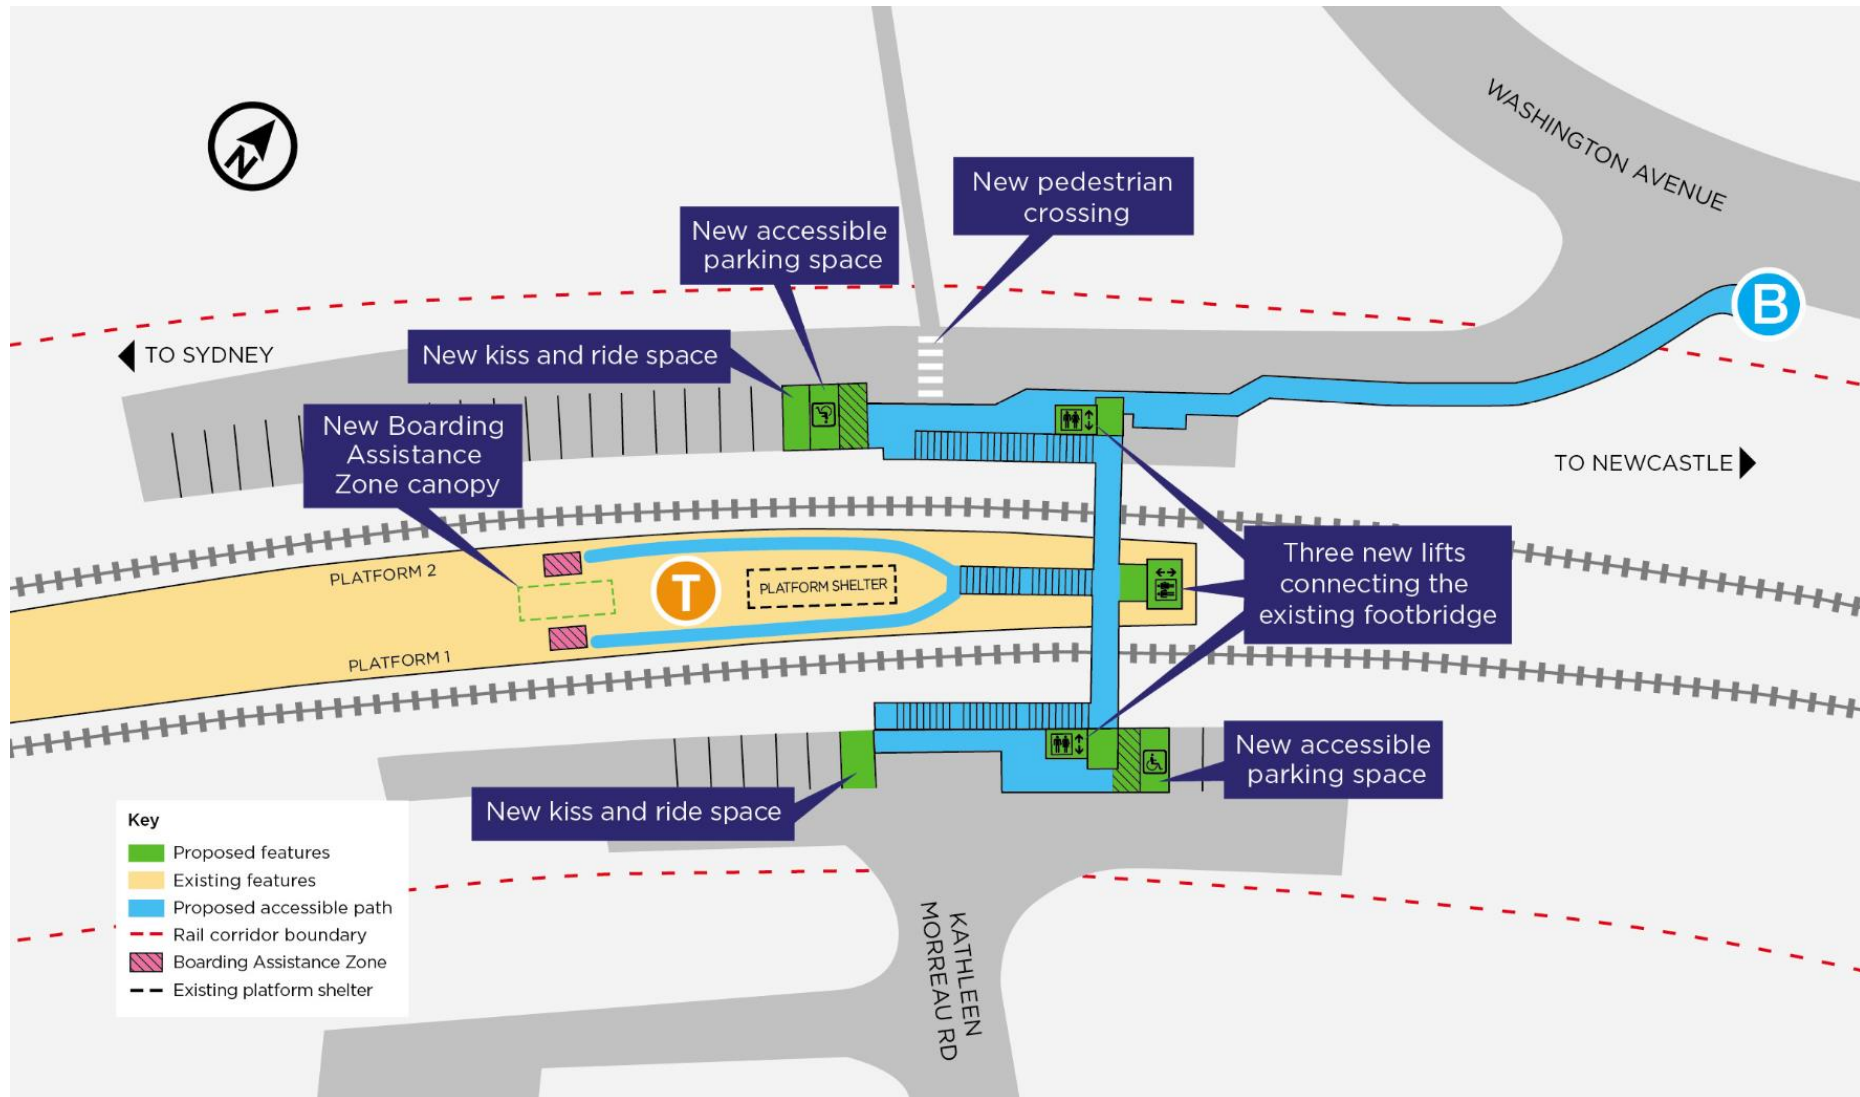 WASHINGTON AVENUE
N
New pedestrian
crossing
New accessible
parking space
B
TO SYDNEY
New kiss and ride space
New Boarding
Assistance
Zone canopy
TO NEWCASTLE
Three new lifts
connecting the
existing footbridge
PLATFORM 2
T
PLATFORM SHELTER
PLATFORM 1
New accessible
parking space
New kiss and ride space
Key
Proposed features
Existing features
Proposed accessible path
Rail corridor boundary
Boarding Assistance Zone
Existing platform shelter
KATHLEEN
MORREAU RD